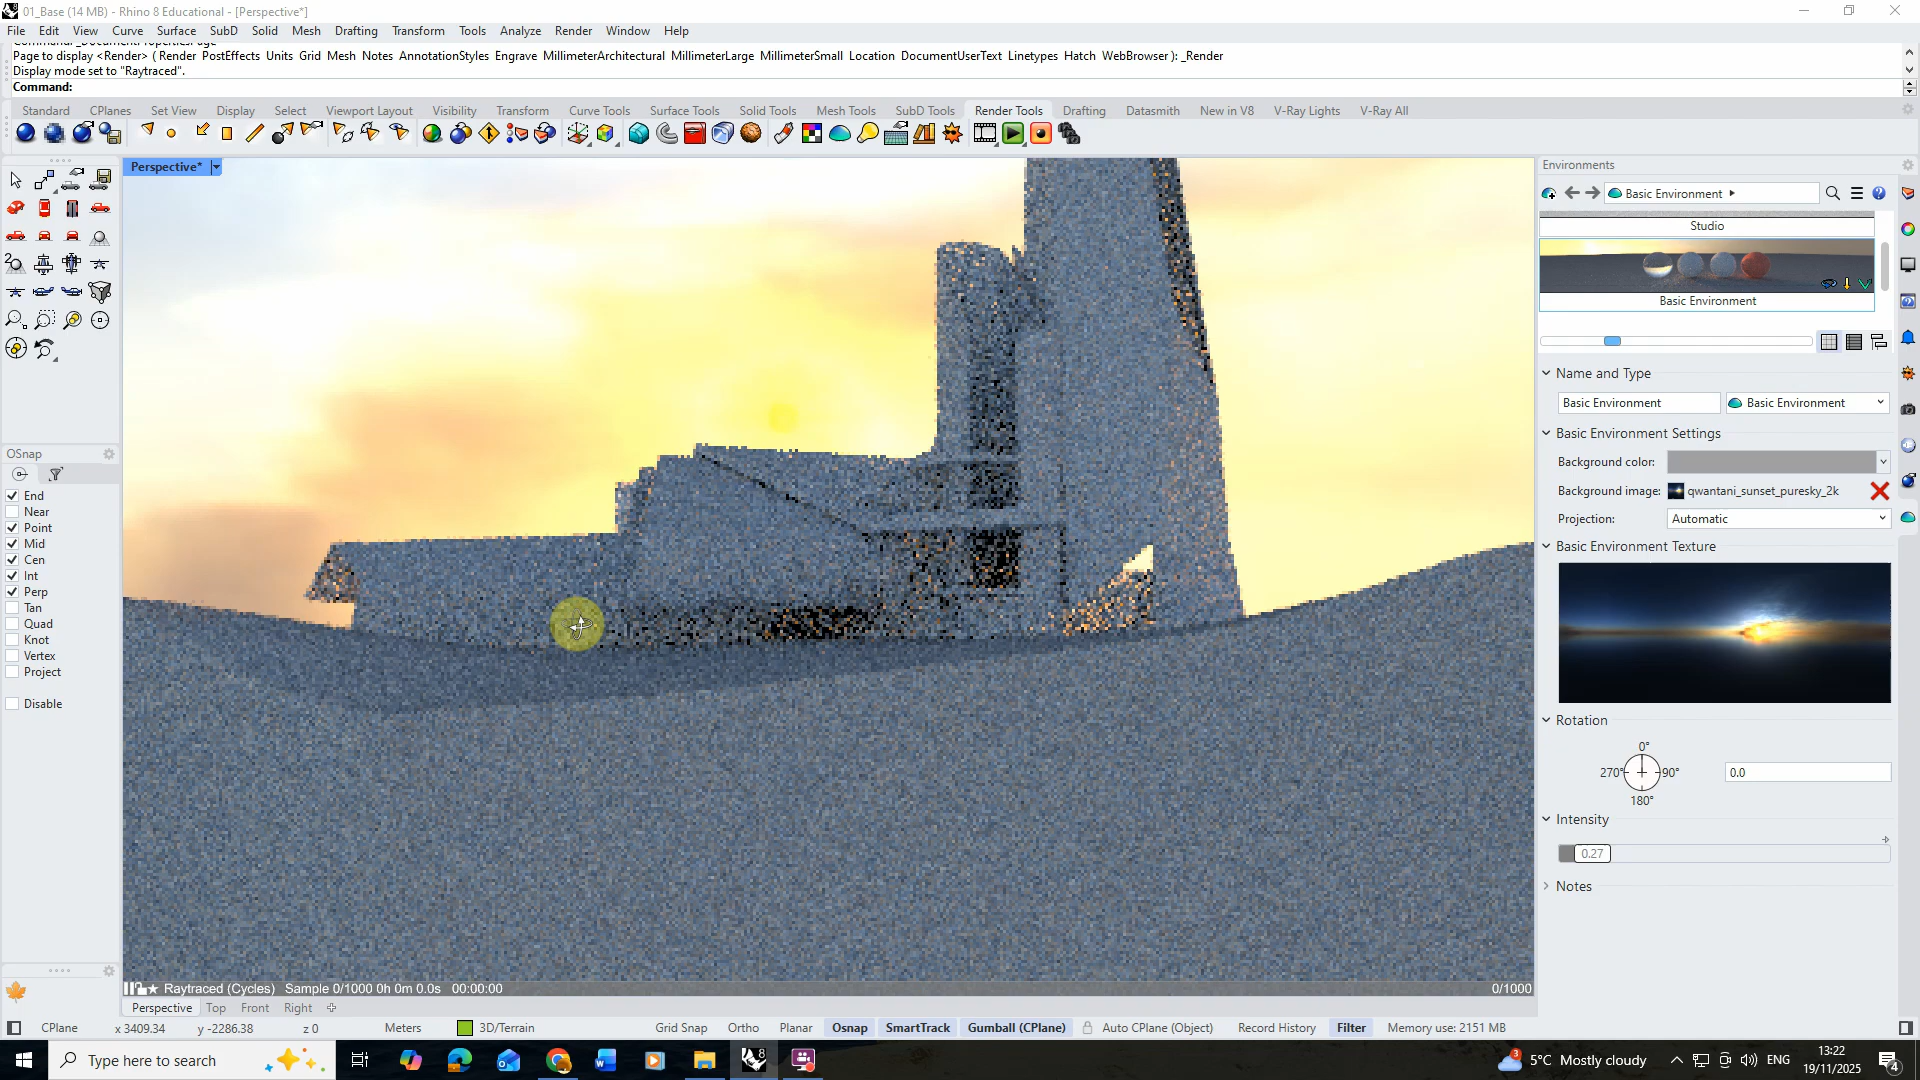 01_Base (14 MB) - Rhino 8 Educational - [Perspective*]
File Edit View Curve Surface SubD Solid Mesh Drafting Transform Tools Analyze Render Window Help
Page to display <Render> ( Render PostEffects Units Grid Mesh Notes AnnotationStyles Engrave MillimeterArchitectural MillimeterLarge MillimeterSmall Location DocumentUserText Linetypes Hatch WebBrowser ): _Render
Display mode set to "Raytraced".
Command:
Standard CPlanes Set View Display Select Viewport Layout Visibility Transform Curve Tools Surface Tools Solid Tools Mesh Tools SubD Tools Render Tools Drafting Datasmith New in V8 V-Ray Lights V-Ray All
Perspective*
Environments
Basic Environment
Studio
Basic Environment
Name and Type
Basic Environment Basic Environment
Basic Environment Settings
Background color:
Background image: qwantani_sunset_puresky_2k
Projection: Automatic
Basic Environment Texture
Rotation
0°
270° 90° 0.0
180°
Intensity
0.27
Notes
OSnap
End
Near
Point
Mid
Cen
Int
Perp
Tan
Quad
Knot
Vertex
Project
Disable
Raytraced (Cycles) Sample 0/1000 0h 0m 0.0s 00:00:00 0/1000
Perspective Top Front Right
CPlane x 3409.34 y -2286.38 z 0 Meters 3D/Terrain Grid Snap Ortho Planar Osnap SmartTrack Gumball (CPlane) Auto CPlane (Object) Record History Filter Memory use: 2151 MB
Type here to search 3 5°C Mostly cloudy ENG 13:22
19/11/2025 4